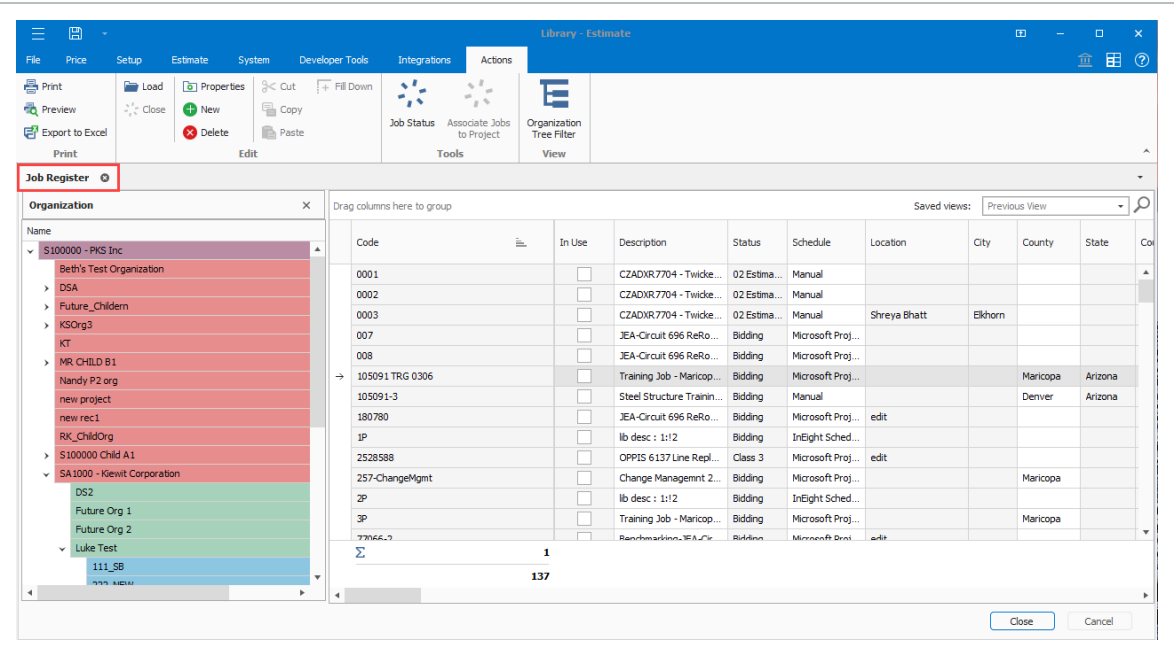 Library - Estimate
File Price Setup Estimate System Developer Tools Integrations Actions
Print Load Properties Cut Fill Down
Preview Close New Copy Job Status Associate Jobs to Project Organization Tree Filter
Export to Excel Delete Paste
Print Edit Tools View
Job Register
Organization
Name
S100000 - PKS Inc
Beth's Test Organization
DSA
Future_Childern
KSOrg3
KT
MR CHILD B1
Nandy P2 org
new project
new rec1
RK_ChildOrg
S100000 Child A1
SA1000 - Kiewit Corporation
DS2
Future Org 1
Future Org 2
Luke Test
111_SB
222_NEW
Drag columns here to group Saved views: Previous View
Code In Use Description Status Schedule Location City County State Cou
0001 CZADXR7704 - Twicke... 02 Estima... Manual
0002 CZADXR7704 - Twicke... 02 Estima... Manual
0003 CZADXR7704 - Twicke... 02 Estima... Manual Shreya Bhatt Elkhorn
007 JEA-Circuit 696 ReRo... Bidding Microsoft Proj...
008 JEA-Circuit 696 ReRo... Bidding Microsoft Proj...
105091 TRG 0306 Training Job - Maricop... Bidding Microsoft Proj... Maricopa Arizona
105091-3 Steel Structure Trainin... Bidding Manual Denver Arizona
180780 JEA-Circuit 696 ReRo... Bidding Microsoft Proj... edit
1P lib desc : 1:!2 Bidding InEight Sched...
2528588 OPPIS 6137 Line Repl... Class 3 Microsoft Proj... edit
257-ChangeMgmt Change Managemnt 2... Bidding Microsoft Proj... Maricopa
2P lib desc : 1:!2 Bidding InEight Sched...
3P Training Job - Maricop... Bidding Microsoft Proj... Maricopa
77066-2 Benchmarking-JEA-Cir... Bidding Microsoft Proj... edit
Σ 1
137
Close Cancel